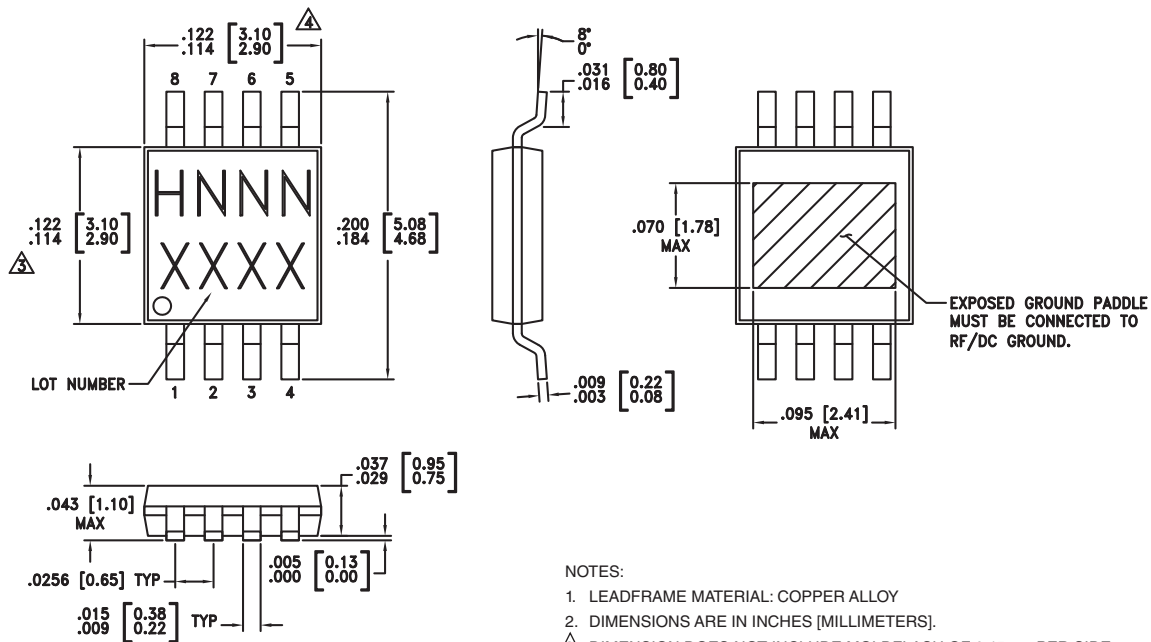 .122 [3.10]
.114 [2.90]
4
8 7 6 5
HNNN
XXXX
.122 [3.10]
.114 [2.90]
3
.200 [5.08]
.184 [4.68]
LOT NUMBER
1 2 3 4
8°
0°
.031 [0.80]
.016 [0.40]
.009 [0.22]
.003 [0.08]
.070 [1.78]
MAX
EXPOSED GROUND PADDLE
MUST BE CONNECTED TO
RF/DC GROUND.
.095 [2.41]
MAX
.037 [0.95]
.029 [0.75]
.043 [1.10]
MAX
.005 [0.13]
.000 [0.00]
.0256 [0.65] TYP
.015 [0.38]
.009 [0.22]
TYP
NOTES:
1. LEADFRAME MATERIAL: COPPER ALLOY
2. DIMENSIONS ARE IN INCHES [MILLIMETERS].